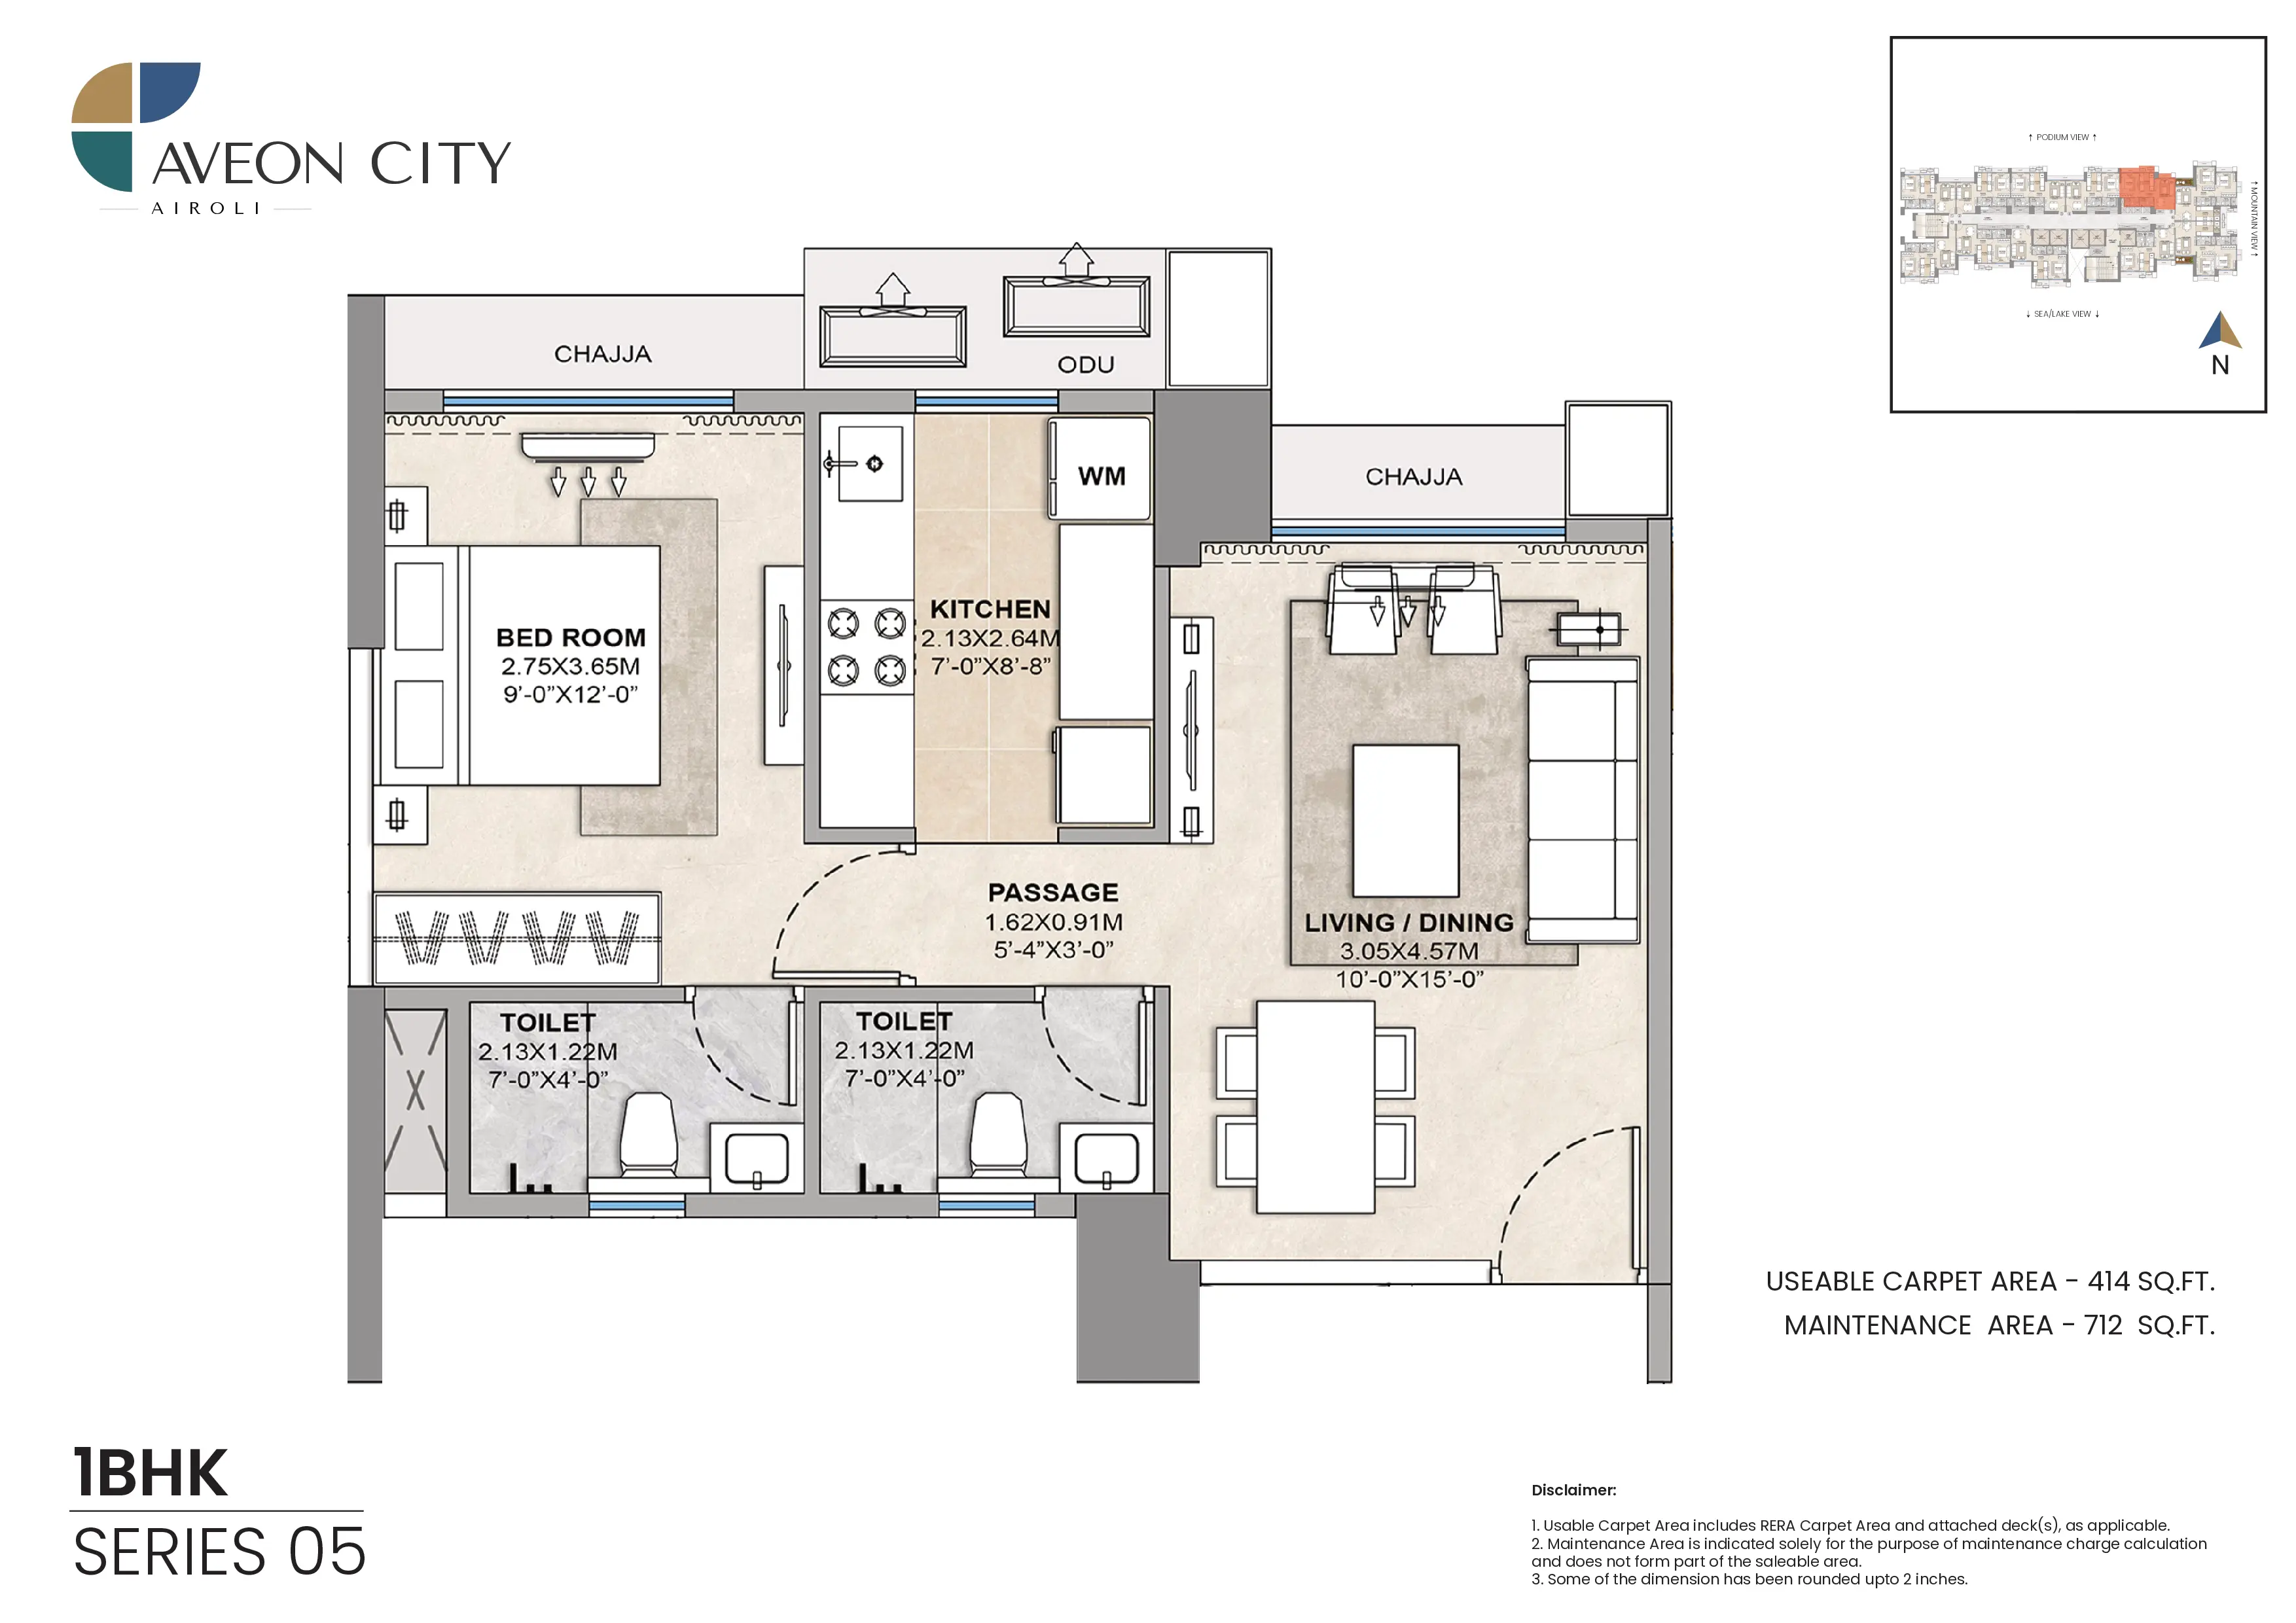 AVEON CITY
AIROLI
↑ PODIUM VIEW ↑
↑ MOUNTAIN VIEW ↑
↓ SEA/LAKE VIEW ↓
N
CHAJJA
ODU
CHAJJA
WM
BED ROOM
2.75X3.65M
9'-0"X12'-0"
KITCHEN
2.13X2.64M
7'-0"X8'-8"
PASSAGE
1.62X0.91M
5'-4"X3'-0"
LIVING / DINING
3.05X4.57M
10'-0"X15'-0"
TOILET
2.13X1.22M
7'-0"X4'-0"
TOILET
2.13X1.22M
7'-0"X4'-0"
USEABLE CARPET AREA - 414 SQ.FT.
MAINTENANCE AREA - 712 SQ.FT.
1BHK
SERIES 05
Disclaimer:
1. Usable Carpet Area includes RERA Carpet Area and attached deck(s), as applicable.
2. Maintenance Area is indicated solely for the purpose of maintenance charge calculation
and does not form part of the saleable area.
3. Some of the dimension has been rounded upto 2 inches.